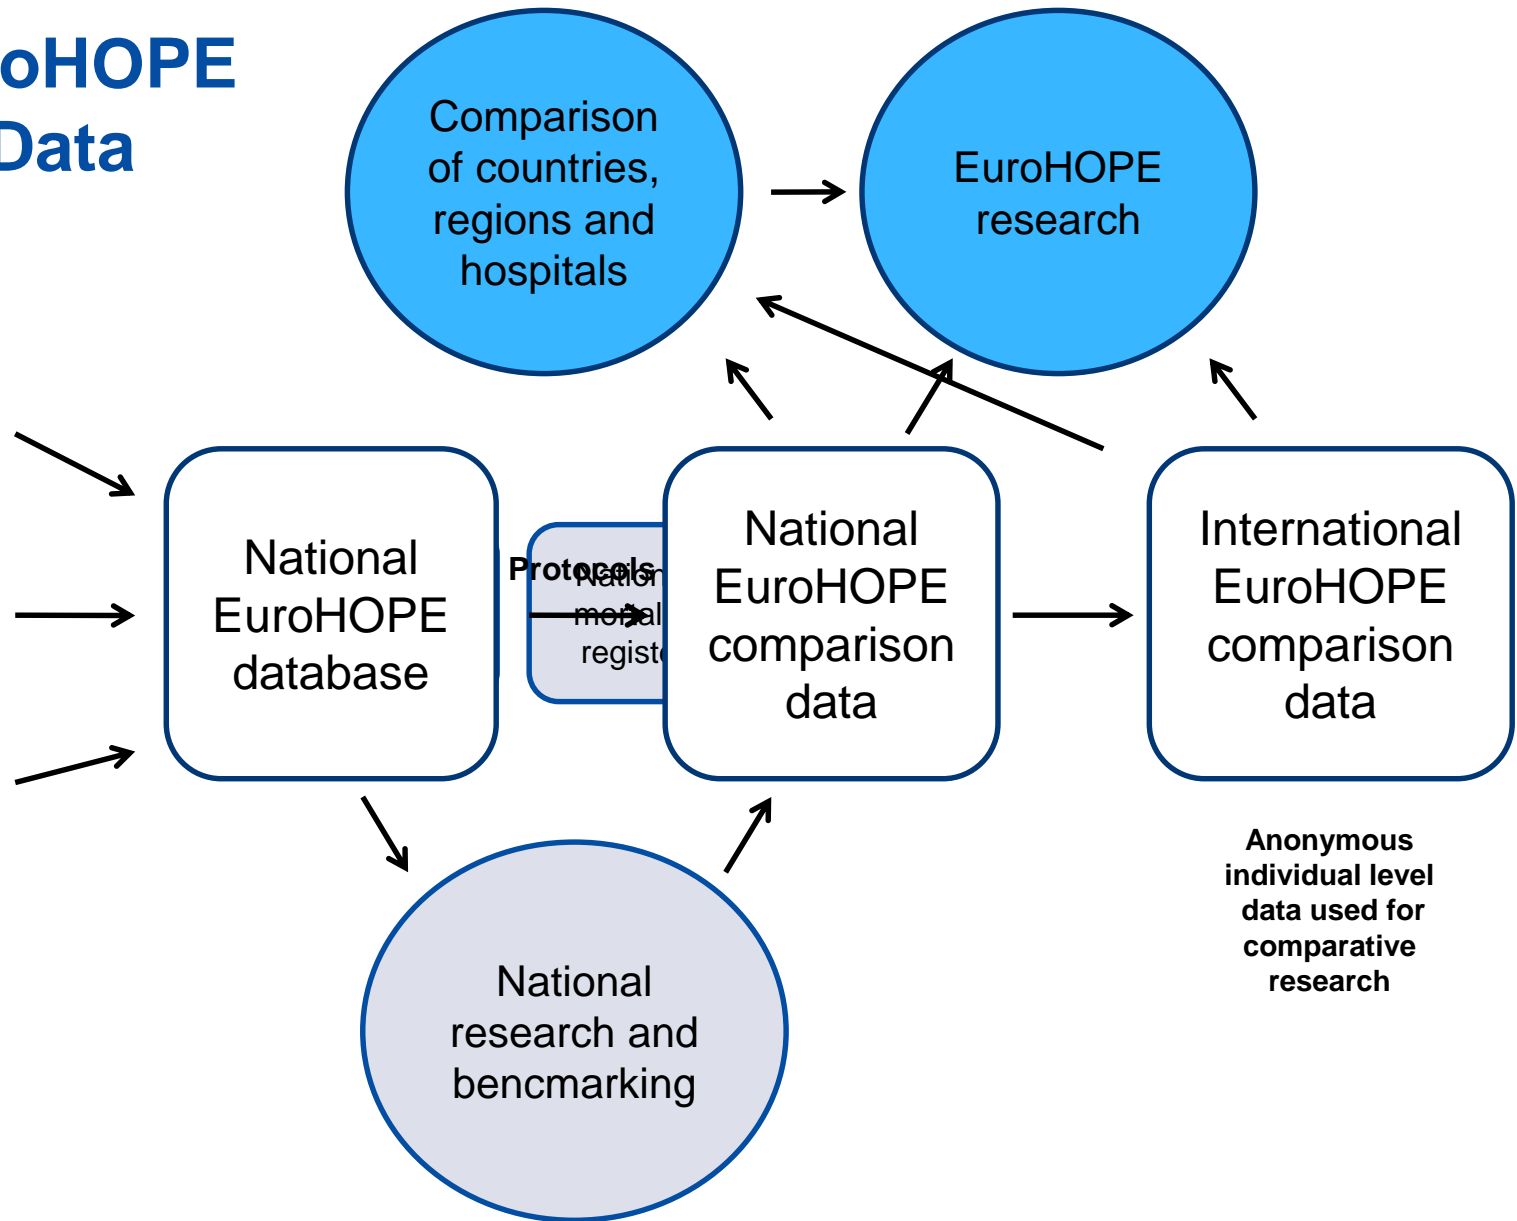 oHOPE
Data
Comparison
of countries,
regions and
hospitals
EuroHOPE
research
National
EuroHOPE
database
Protocols
National
EuroHOPE
comparison
data
International
EuroHOPE
comparison
data
Anonymous
individual level
data used for
comparative
research
National
research and
bencmarking